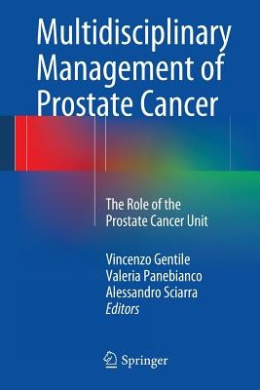 Multidisciplinary
Management of
Prostate Cancer
The Role of the
Prostate Cancer Unit
Vincenzo Gentile
Valeria Panebianco
Alessandro Sciarra
Editors
Springer